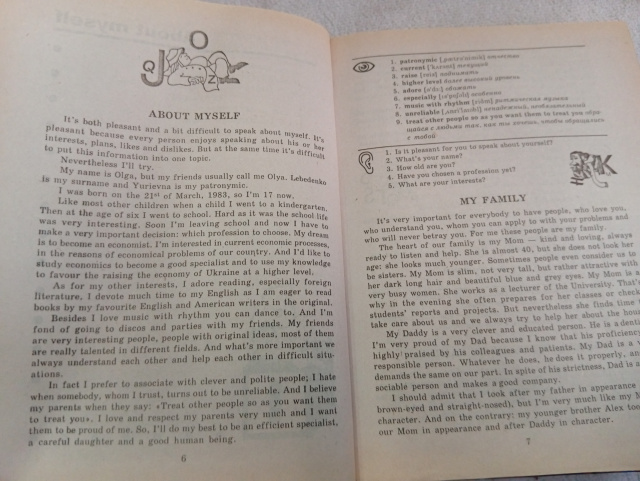 ABOUT MYSELF
It's both pleasant and a bit difficult to speak about myself. It's
pleasant because every person enjoys speaking about his or her
interests, plans, likes and dislikes. But at the same time it's difficult
to put this information into one topic.
Nevertheless I'll try.
My name is Olga, but my friends usually call me Olya. Lebedenko
is my surname and Yurievna is my patronymic.
I was born on the 21st of March, 1983, so I'm 17 now.
Like most other children when a child I went to a kindergarten.
Then at the age of six I went to school. Hard as it was the school life
was very interesting. Soon I'm leaving school and now I have to
make a very important decision: which profession to choose. My dream
is to become an economist. I'm interested in current economic processes,
in the reasons of economical problems of our country. And I'd like to
study economics to become a good specialist and to use my knowledge
to favour the raising the economy of Ukraine at a higher level.
As for my other interests, I adore reading, especially foreign
literature. I devote much time to my English as I am eager to read
books by my favourite English and American writers in the original.
Besides I love music with rhythm you can dance to. And I'm
fond of going to discos and parties with my friends. My friends
are very interesting people, people with original ideas, most of them
are really talented in different fields. And what's more important we
always understand each other and help each other in difficult situ-
ations.
In fact I prefer to associate with clever and polite people; I hate
when somebody, whom I trust, turns out to be unreliable. And I believe
my parents when they say: «Treat other people so as you want them
to treat you». I love and respect my parents very much and I want
them to be proud of me. So, I'll do my best to be an efficient specialist,
a careful daughter and a good human being.
6
1. patronymic отчество
2. current текущий
3. raise поднимать
4. higher level более высокий уровень
5. adore обожать
6. especially особенно
7. music with rhythm ритмическая музыка
8. unreliable ненадежный,
9. treat other people so as you want them to treat you обра-
щайся с людьми так, как ты хочешь, чтобы обращались
с тобой
1. Is it pleasant for you to speak about yourself?
2. What's your name?
3. How old are you?
4. Have you chosen a profession yet?
5. What are your interests?
MY FAMILY
It's very important for everybody to have people, who love you,
who understand you, whom you can apply to with your problems and
who will never betray you. For me these people are my family.
The heart of our family is my Mom — kind and loving, always
ready to listen and help. She is almost 40, but she does not look her
age: she looks much younger. Sometimes people even consider us to
be sisters. My Mom is slim, not very tall, but rather attractive with
her dark long hair and beautiful blue and grey eyes. My Mom is a
very busy women. She works as a lecturer of the University. That's
why in the evening she often prepares for her classes or check
students' reports and projects. But nevertheless she finds time
take care about us and we always try to help her about the hou
My Daddy is a very clever and educated person. He is a
I'm very proud of my Dad because I know that his proficienc
highly praised by his colleagues and patients. My Dad is a
responsible person. Whatever he does, he does it properly, a
demands the same on our part. In spite of his strictness, Dad is a
sociable person and makes a good company.
I should admit that I took after my father in appearance
brown-eyed and straight-nosed), but I'm very much like my M
character. And on the contrary: my younger brother Alex too
our Mom in appearance and after Daddy in character.
7